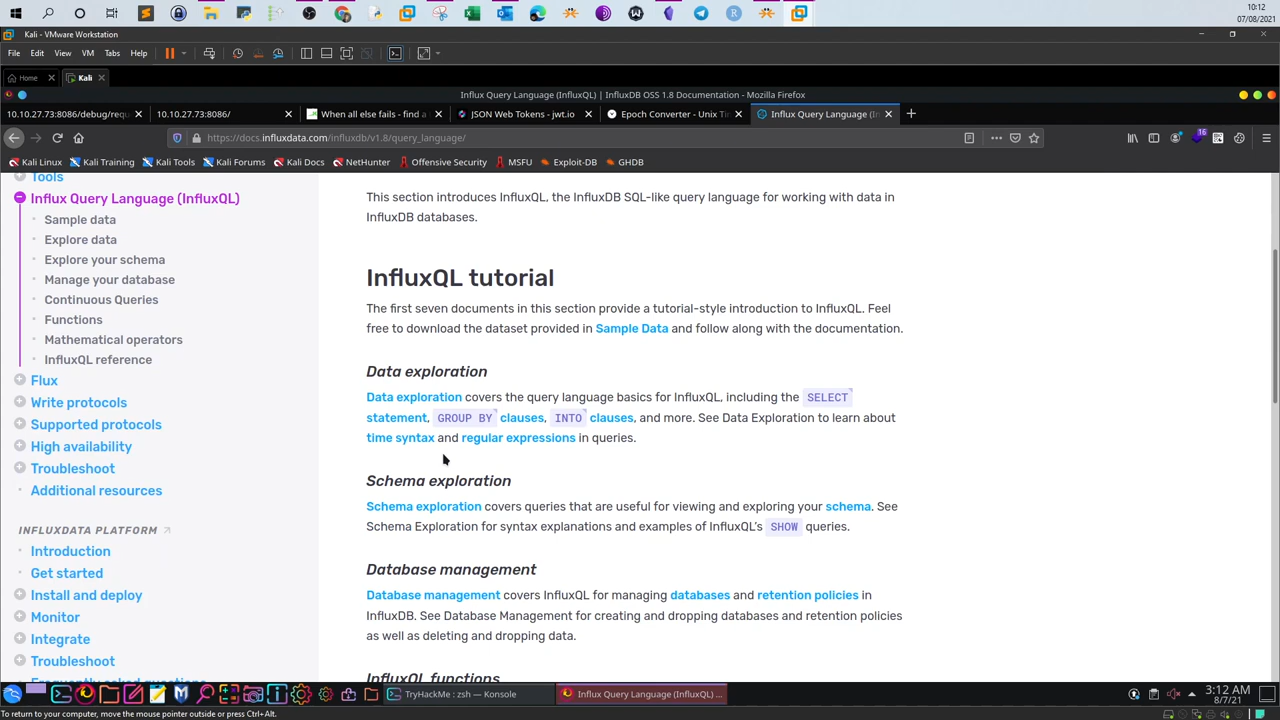 10:12
07/08/2021
Kali - VMware Workstation
File Edit View VM Tabs Help
Home Kali
Influx Query Language (InfluxQL) | InfluxDB OSS 1.8 Documentation - Mozilla Firefox
10.10.27.73:8086/debug/requ 10.10.27.73:8086/ When all else fails - find a JSON Web Tokens - jwt.io Epoch Converter - Unix Tim Influx Query Language (In
https://docs.influxdata.com/influxdb/v1.8/query_language/
16
Kali Linux Kali Training Kali Tools Kali Forums Kali Docs NetHunter Offensive Security MSFU Exploit-DB GHDB
Tools
Influx Query Language (InfluxQL)
Sample data
Explore data
Explore your schema
Manage your database
Continuous Queries
Functions
Mathematical operators
InfluxQL reference
Flux
Write protocols
Supported protocols
High availability
Troubleshoot
Additional resources
INFLUXDATA PLATFORM
Introduction
Get started
Install and deploy
Monitor
Integrate
Troubleshoot
Frequently asked questions
This section introduces InfluxQL, the InfluxDB SQL-like query language for working with data in
InfluxDB databases.
InfluxQL tutorial
The first seven documents in this section provide a tutorial-style introduction to InfluxQL. Feel
free to download the dataset provided in Sample Data and follow along with the documentation.
Data exploration
Data exploration covers the query language basics for InfluxQL, including the SELECT
statement, GROUP BY clauses, INTO clauses, and more. See Data Exploration to learn about
time syntax and regular expressions in queries.
Schema exploration
Schema exploration covers queries that are useful for viewing and exploring your schema. See
Schema Exploration for syntax explanations and examples of InfluxQL's SHOW queries.
Database management
Database management covers InfluxQL for managing databases and retention policies in
InfluxDB. See Database Management for creating and dropping databases and retention policies
as well as deleting and dropping data.
InfluxQL functions
TryHackMe : zsh — Konsole
Influx Query Language (InfluxQL) ...
3:12 AM
8/7/21
To return to your computer, move the mouse pointer outside or press Ctrl+Alt.